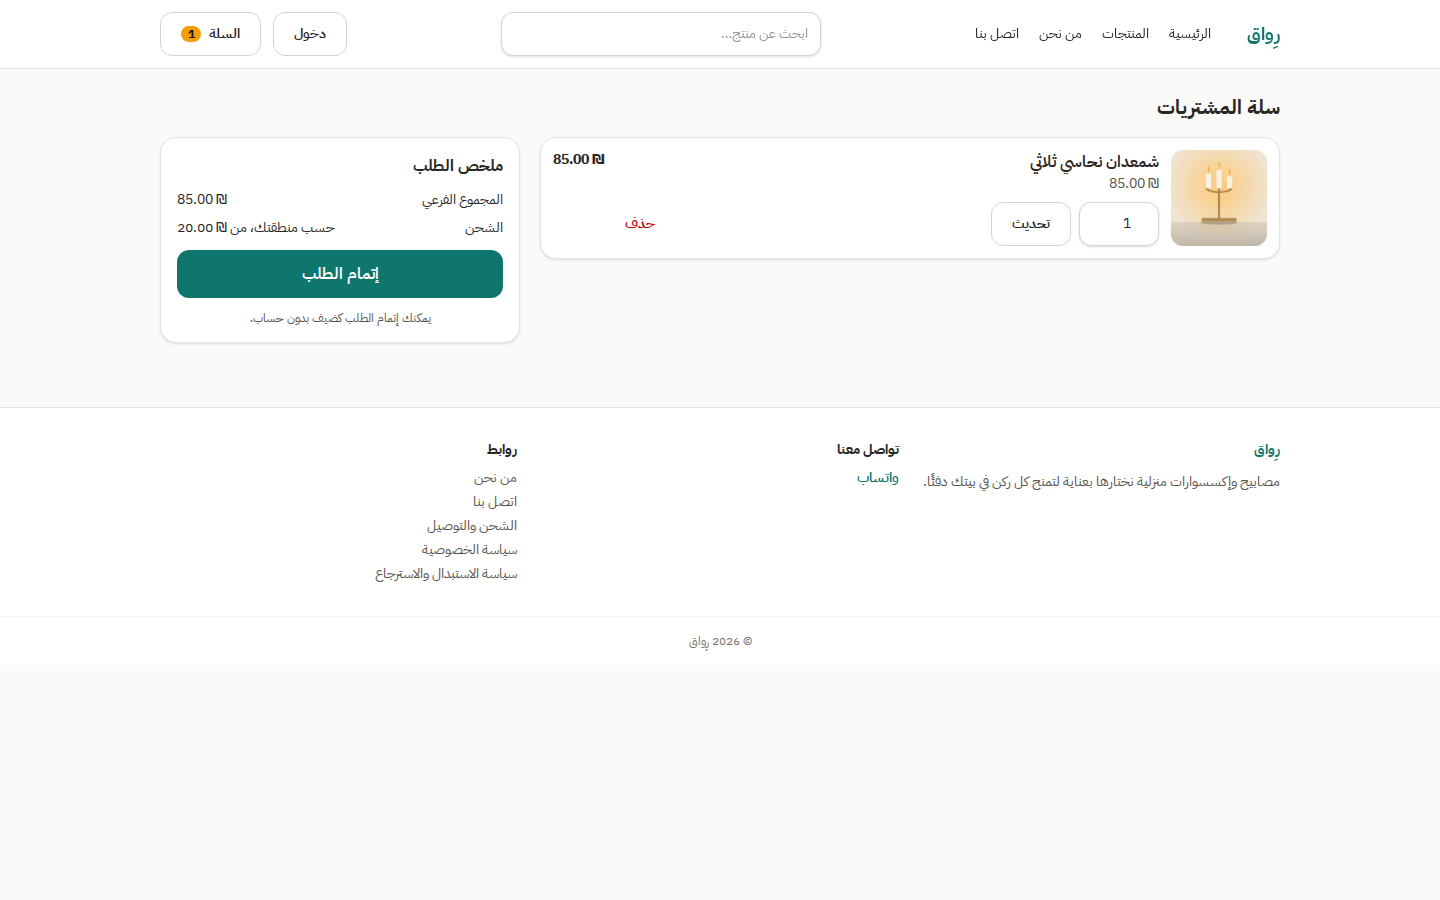 رِواق
الرئيسية
المنتجات
من نحن
اتصل بنا
ابحث عن منتج...
دخول
السلة 1
سلة المشتريات
شمعدان نحاسي ثلاثي
85.00 ₪
85.00 ₪
1
تحديث
حذف
ملخص الطلب
المجموع الفرعي 85.00 ₪
الشحن حسب منطقتك، من 20.00 ₪
إتمام الطلب
يمكنك إتمام الطلب كضيف بدون حساب.
رِواق
مصابيح وإكسسوارات منزلية نختارها بعناية لتمنح كل ركن في بيتك دفئًا.
تواصل معنا
واتساب
روابط
من نحن
اتصل بنا
الشحن والتوصيل
سياسة الخصوصية
سياسة الاستبدال والاسترجاع
© 2026 رِواق